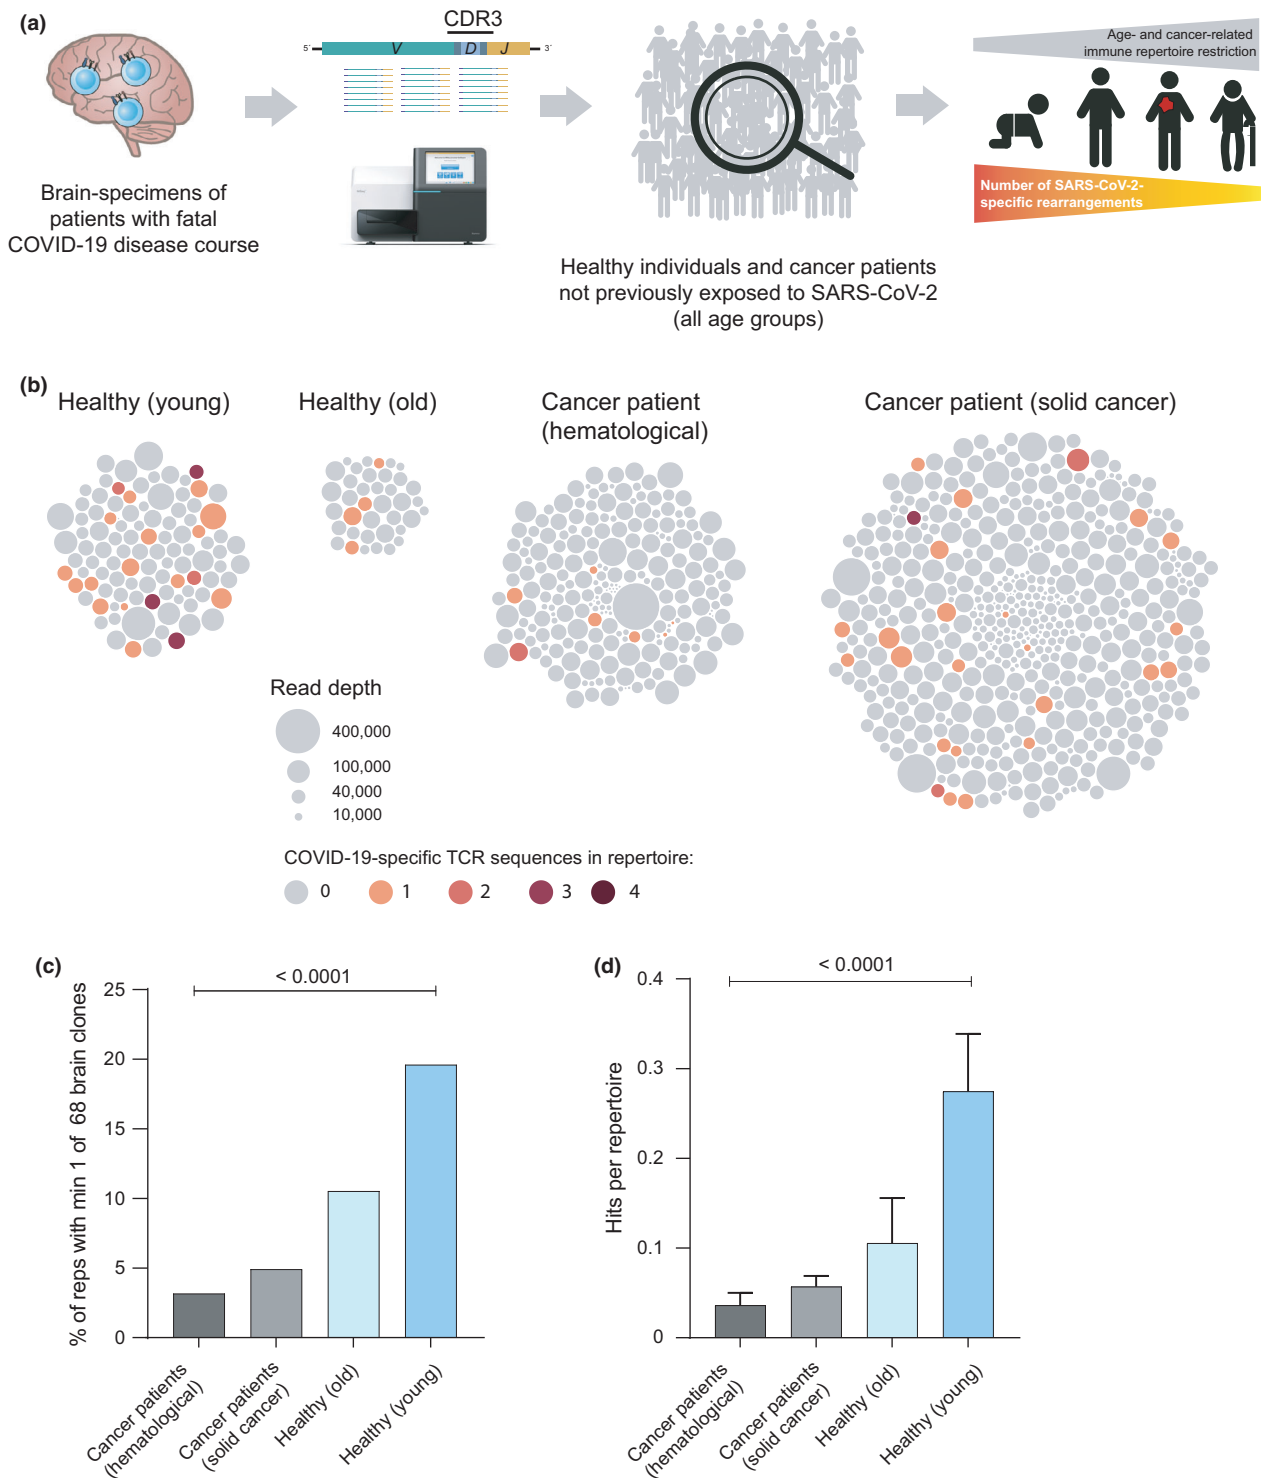 (a)
CDR3
5´
V
D
J
3´
Age- and cancer-related
immune repertoire restriction
Number of SARS-CoV-2-
specific rearrangements
Brain-specimens of
patients with fatal
COVID-19 disease course
Healthy individuals and cancer patients
not previously exposed to SARS-CoV-2
(all age groups)
(b)
Healthy (young)
Healthy (old)
Cancer patient
(hematological)
Cancer patient (solid cancer)
Read depth
400,000
100,000
40,000
10,000
COVID-19-specific TCR sequences in repertoire:
0
1
2
3
4
(c)
< 0.0001
% of reps with min 1 of 68 brain clones
25
20
15
10
5
0
Cancer patients
(hematological)
Cancer patients
(solid cancer)
Healthy (old)
Healthy (young)
(d)
< 0.0001
Hits per repertoire
0.4
0.3
0.2
0.1
0
Cancer patients
(hematological)
Cancer patients
(solid cancer)
Healthy (old)
Healthy (young)